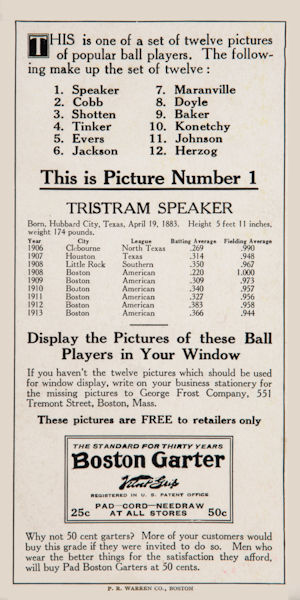 THIS is one of a set of twelve pictures
of popular ball players. The follow-
ing make up the set of twelve:
1. Speaker 7. Maranville
2. Cobb 8. Doyle
3. Shotten 9. Baker
4. Tinker 10. Konetchy
5. Evers 11. Johnson
6. Jackson 12. Herzog
This is Picture Number 1
TRISTRAM SPEAKER
Born, Hubbard City, Texas, April 19, 1883. Height 5 feet 11 inches,
weight 174 pounds.
Year City League Batting Average Fielding Average
1906 Cl-bourne North Texas .269 .990
1907 Houston Texas .314 .948
1908 Little Rock Southern .350 .967
1908 Boston American .220 1.000
1909 Boston American .309 .973
1910 Boston American .340 .957
1911 Boston American .327 .956
1912 Boston American .383 .958
1913 Boston American .366 .944
Display the Pictures of these Ball
Players in Your Window
If you haven't the twelve pictures which should be used
for window display, write on your business stationery for
the missing pictures to George Frost Company, 551
Tremont Street, Boston, Mass.
These pictures are FREE to retailers only
THE STANDARD FOR THIRTY YEARS
Boston Garter
Velvet Grip
REGISTERED IN U. S. PATENT OFFICE
PAD—CORD—NEEDRAW
25c AT ALL STORES 50c
Why not 50 cent garters? More of your customers would
buy this grade if they were invited to do so. Men who
wear the better things for the satisfaction they afford,
will buy Pad Boston Garters at 50 cents.
P. R. WARREN CO., BOSTON